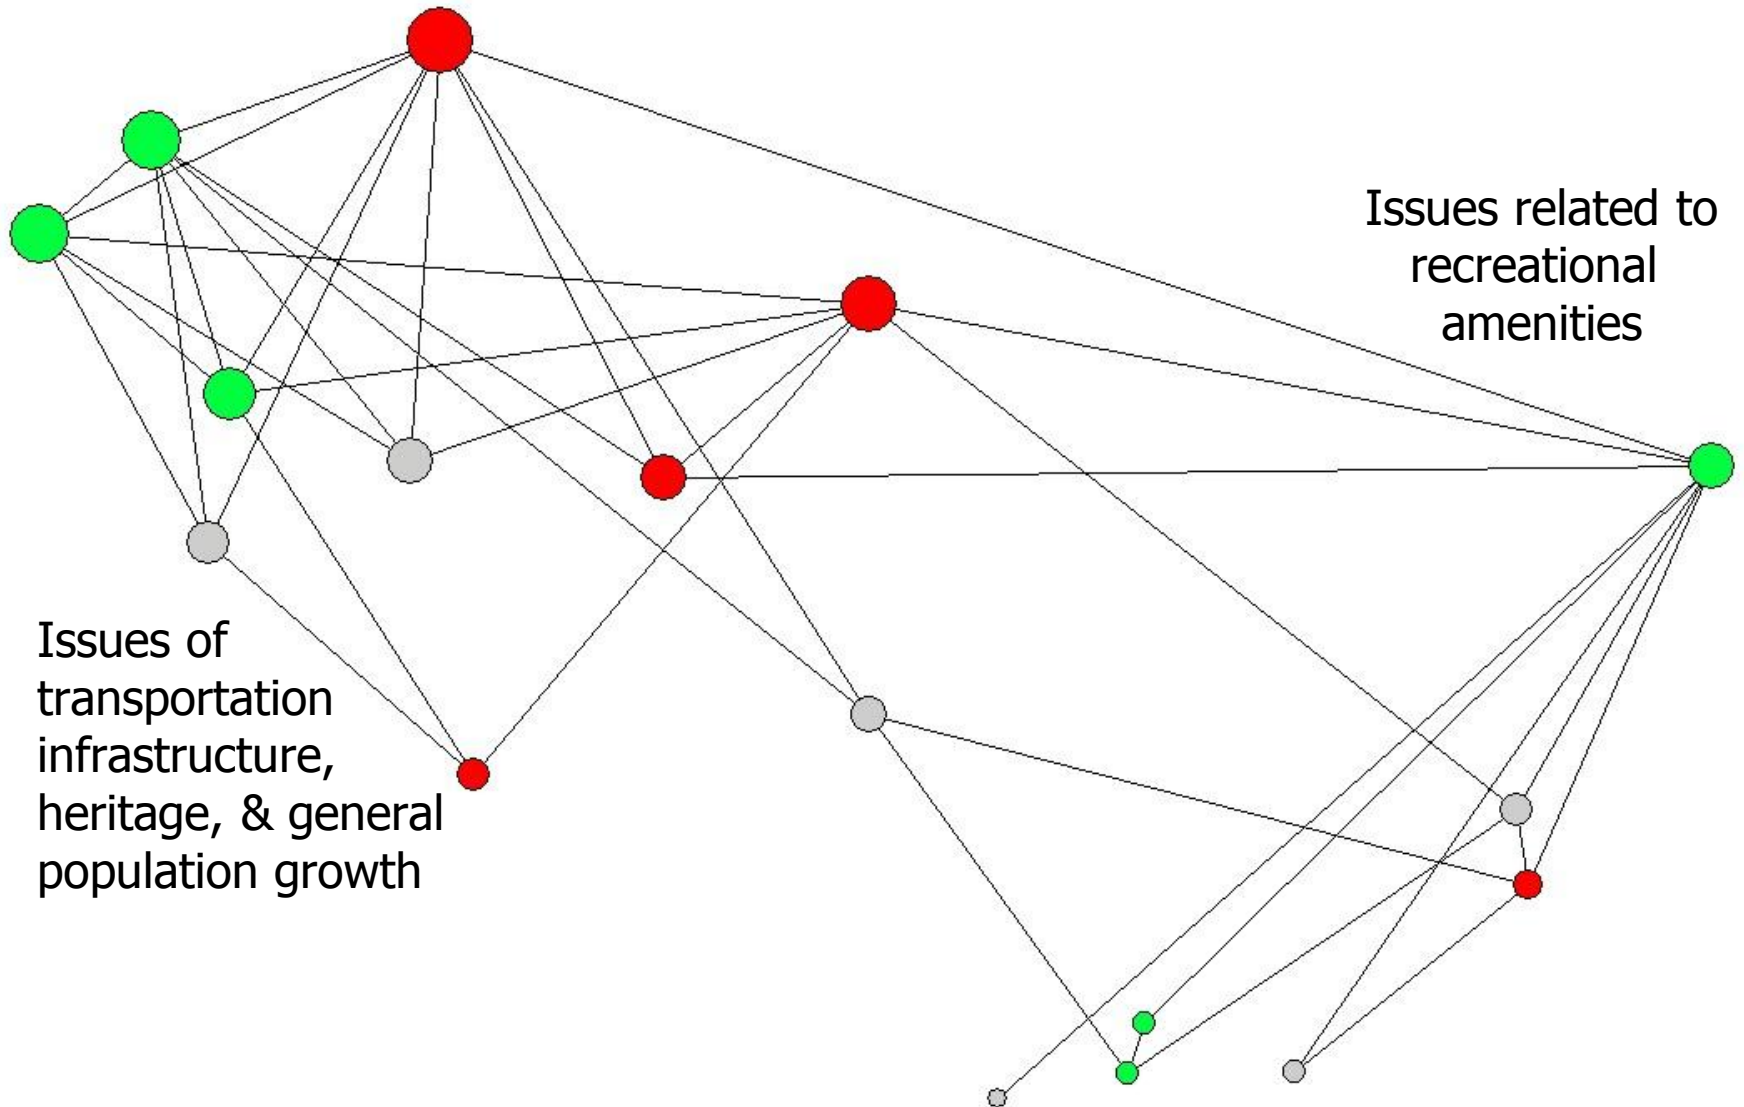 Issues related to
recreational
amenities
Issues of
transportation
infrastructure,
heritage, & general
population growth